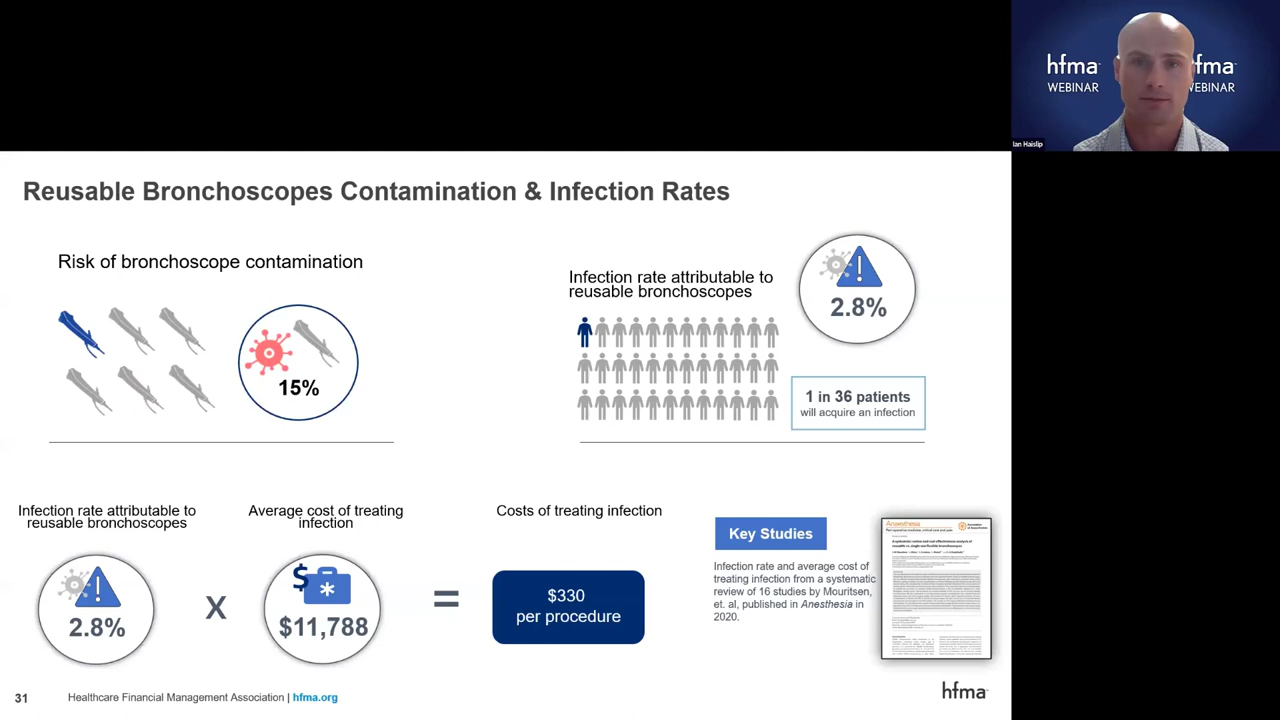 hfma
WEBINAR
hfma
WEBINAR
Ian Haislip
Reusable Bronchoscopes Contamination & Infection Rates
Risk of bronchoscope contamination
15%
Infection rate attributable to
reusable bronchoscopes
2.8%
1 in 36 patients
will acquire an infection
Infection rate attributable to
reusable bronchoscopes
2.8%
X
Average cost of treating
infection
$
*
$11,788
=
Costs of treating infection
$330
per procedure
Key Studies
Infection rate and average cost of
treating infection from a systematic
review of 16 studies by Mouritsen,
et. al, published in Anesthesia in
2020.
Anaesthesia
31
Healthcare Financial Management Association | hfma.org
hfma